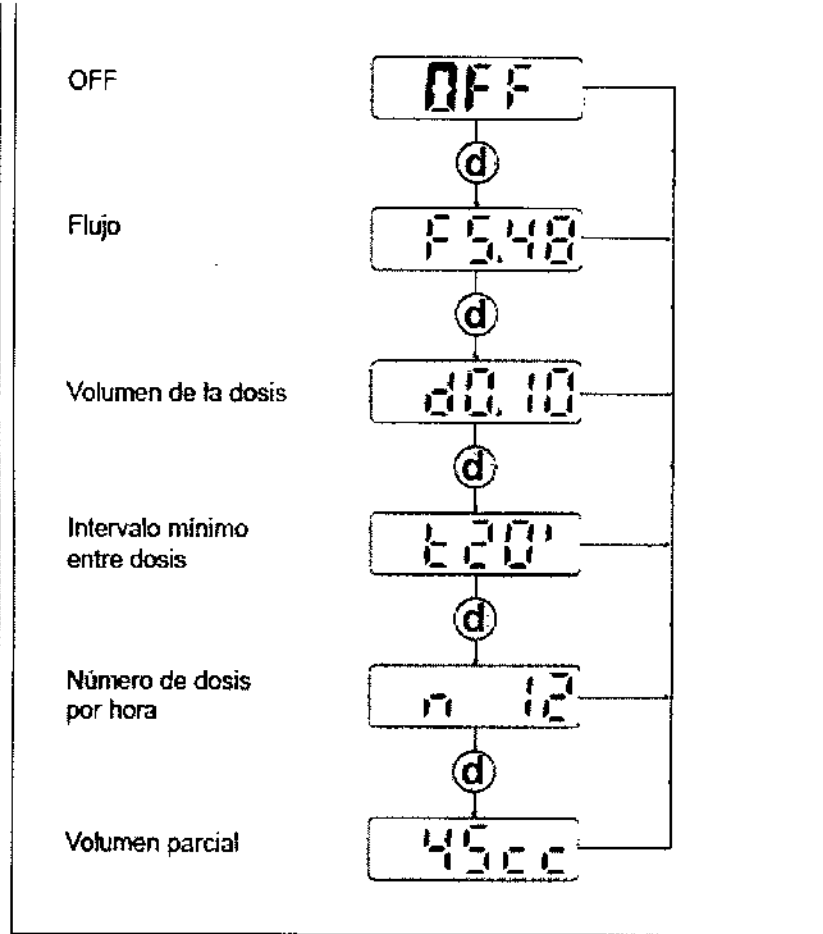 OFF
OFF
d
Flujo
F5.48
d
Volumen de la dosis
d0.10
d
Intervalo mínimo
entre dosis
t20'
d
Número de dosis
por hora
n 12
d
Volumen parcial
45cc